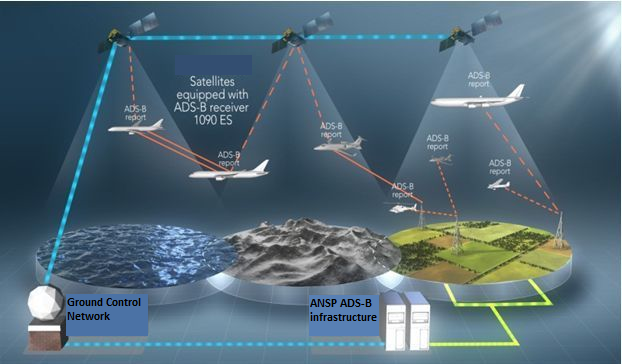 Satellites
equipped with
ADS-B receiver
1090 ES
ADS-B
report
ADS-B
report
ADS-B
report
ADS-B
report
ADS-B
report
ADS-B
report
ADS-B
report
Ground Control
Network
ANSP ADS-B
infrastructure